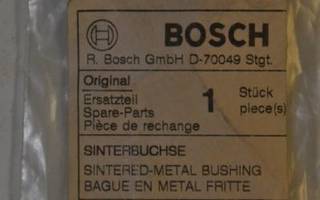 BOSCH
R. Bosch GmbH D-70049 Stgt.
Original
Ersatzteil
Spare-Parts
Pièce de rechange
1
Stück
piece(s)
SINTERBUCHSE
SINTERED-METAL BUSHING
BAGUE EN METAL FRITTE